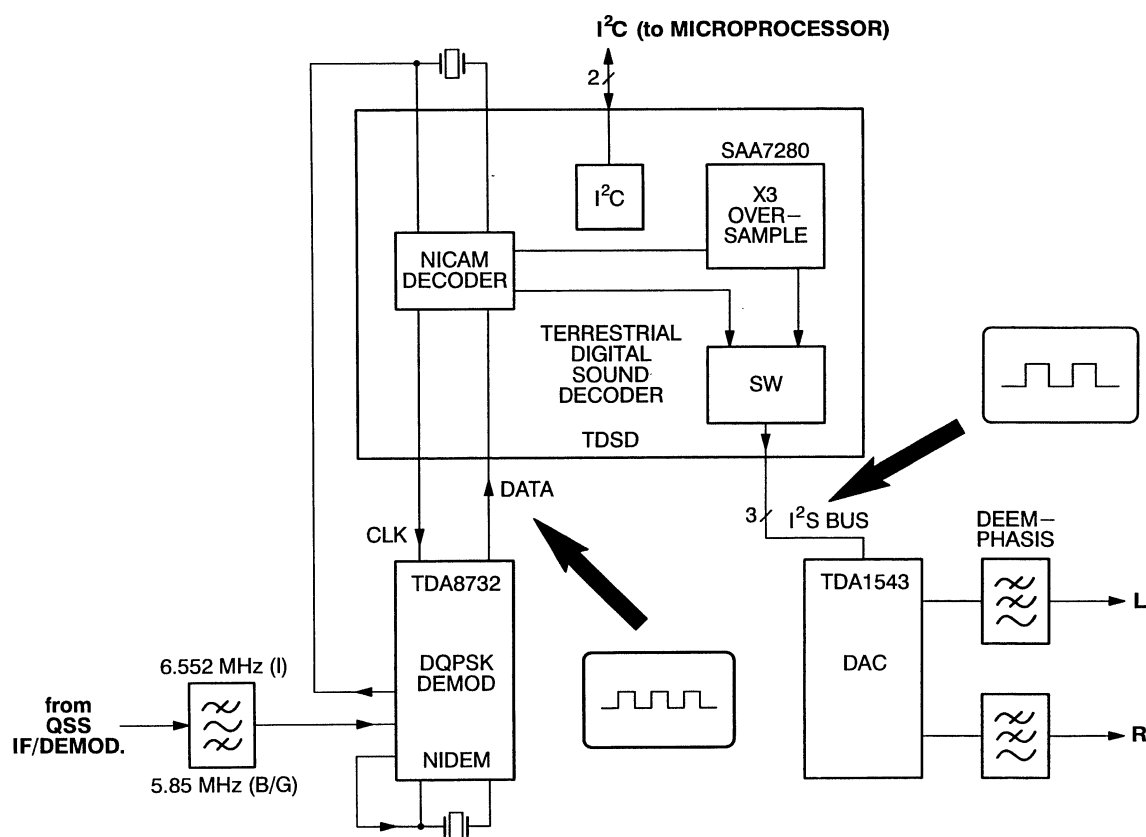 I²C (to MICROPROCESSOR)
2
SAA7280
X3
OVER–
SAMPLE
I²C
NICAM
DECODER
TERRESTRIAL
DIGITAL
SOUND
DECODER
SW
TDSD
DATA
3
I²S BUS
CLK
DEEM–
PHASIS
TDA8732
TDA1543
L
6.552 MHz (I)
DQPSK
DEMOD
DAC
from
QSS
IF/DEMOD.
NIDEM
R
5.85 MHz (B/G)